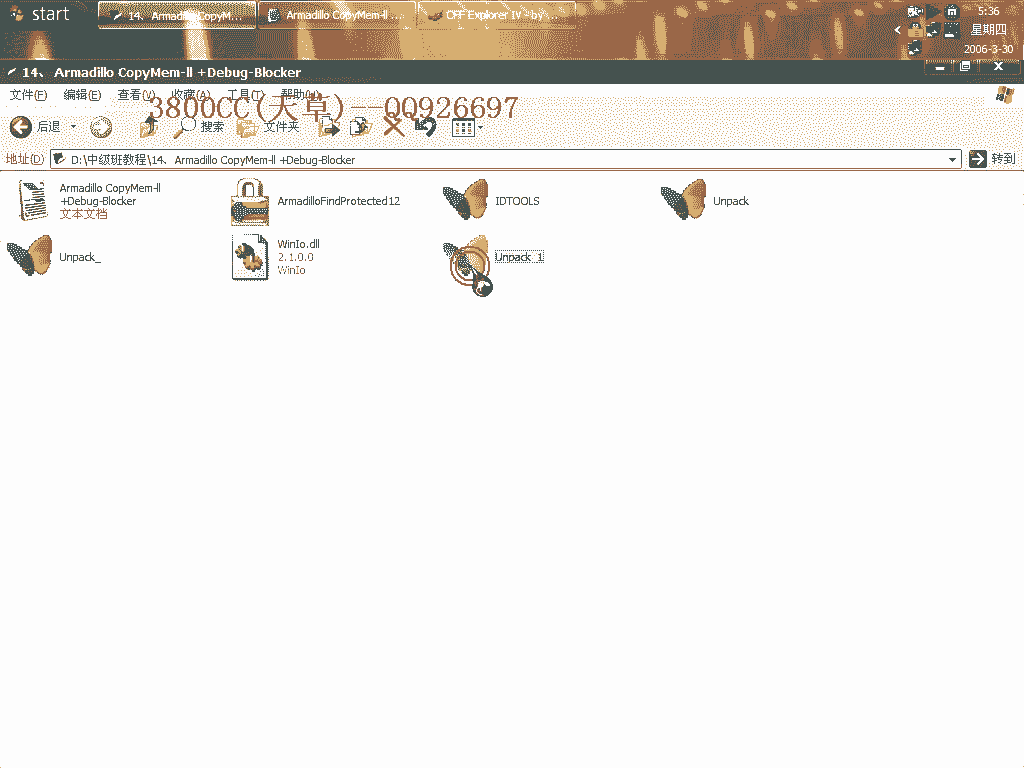 start
14、 Armadillo CopyM...
Armadillo CopyMem-ll ...
CFF Explorer IV - by ...
5:36
星期四
2006-3-30
14、 Armadillo CopyMem-ll +Debug-Blocker
文件(F) 编辑(E) 查看(V) 收藏(A) 工具(T) 帮助(H)
3800CC(天草)--QQ926697
后退 搜索 文件夹
地址(D) D:\中级班教程\14、Armadillo CopyMem-ll +Debug-Blocker 转到
Armadillo CopyMem-ll
+Debug-Blocker
文本文档
ArmadilloFindProtected12
IDTOOLS
Unpack
Unpack_
WinIo.dll
2.1.0.0
WinIo
Unpack_1